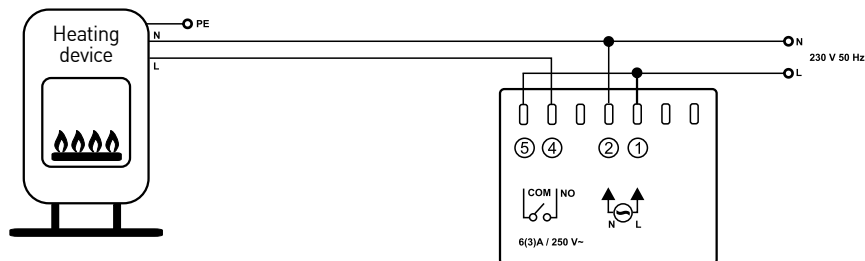 Heating
device
PE
N
L
N
230 V 50 Hz
L
5 4 2 1
COM NO
N L
6(3)A / 250 V~